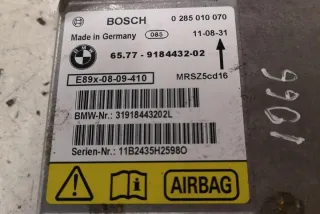 BOSCH 0 285 010 070
Made in Germany 085 11-08-31
BMW 65.77 - 9184432-02
E89x-08-09-410 MRSZ5cd16
BMW-Nr.: 31918443202L
Serien-Nr.: 11B2435H2598O
AIRBAG